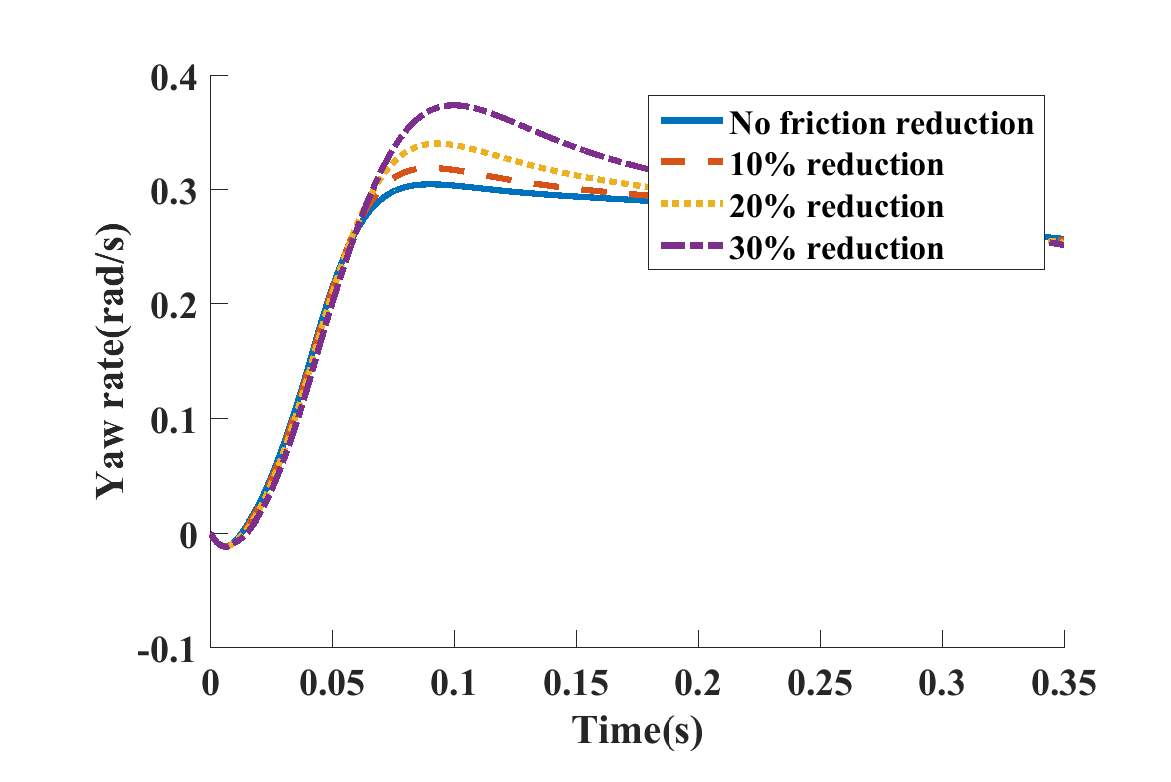 0.4
0.3
0.2
0.1
0
-0.1
Yaw rate(rad/s)
No friction reduction
10% reduction
20% reduction
30% reduction
0 0.05 0.1 0.15 0.2 0.25 0.3 0.35
Time(s)